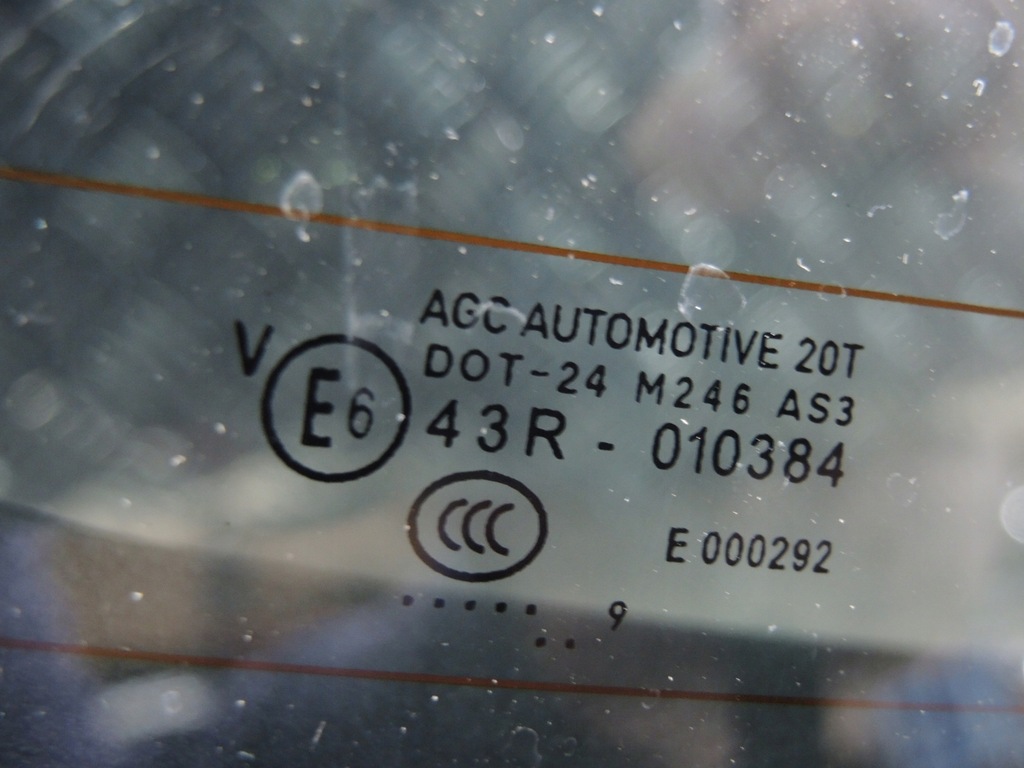 AGC AUTOMOTIVE 20T
DOT-24 M246 AS3
V E6 43R - 010384
CCC E 000292
..... 9
..